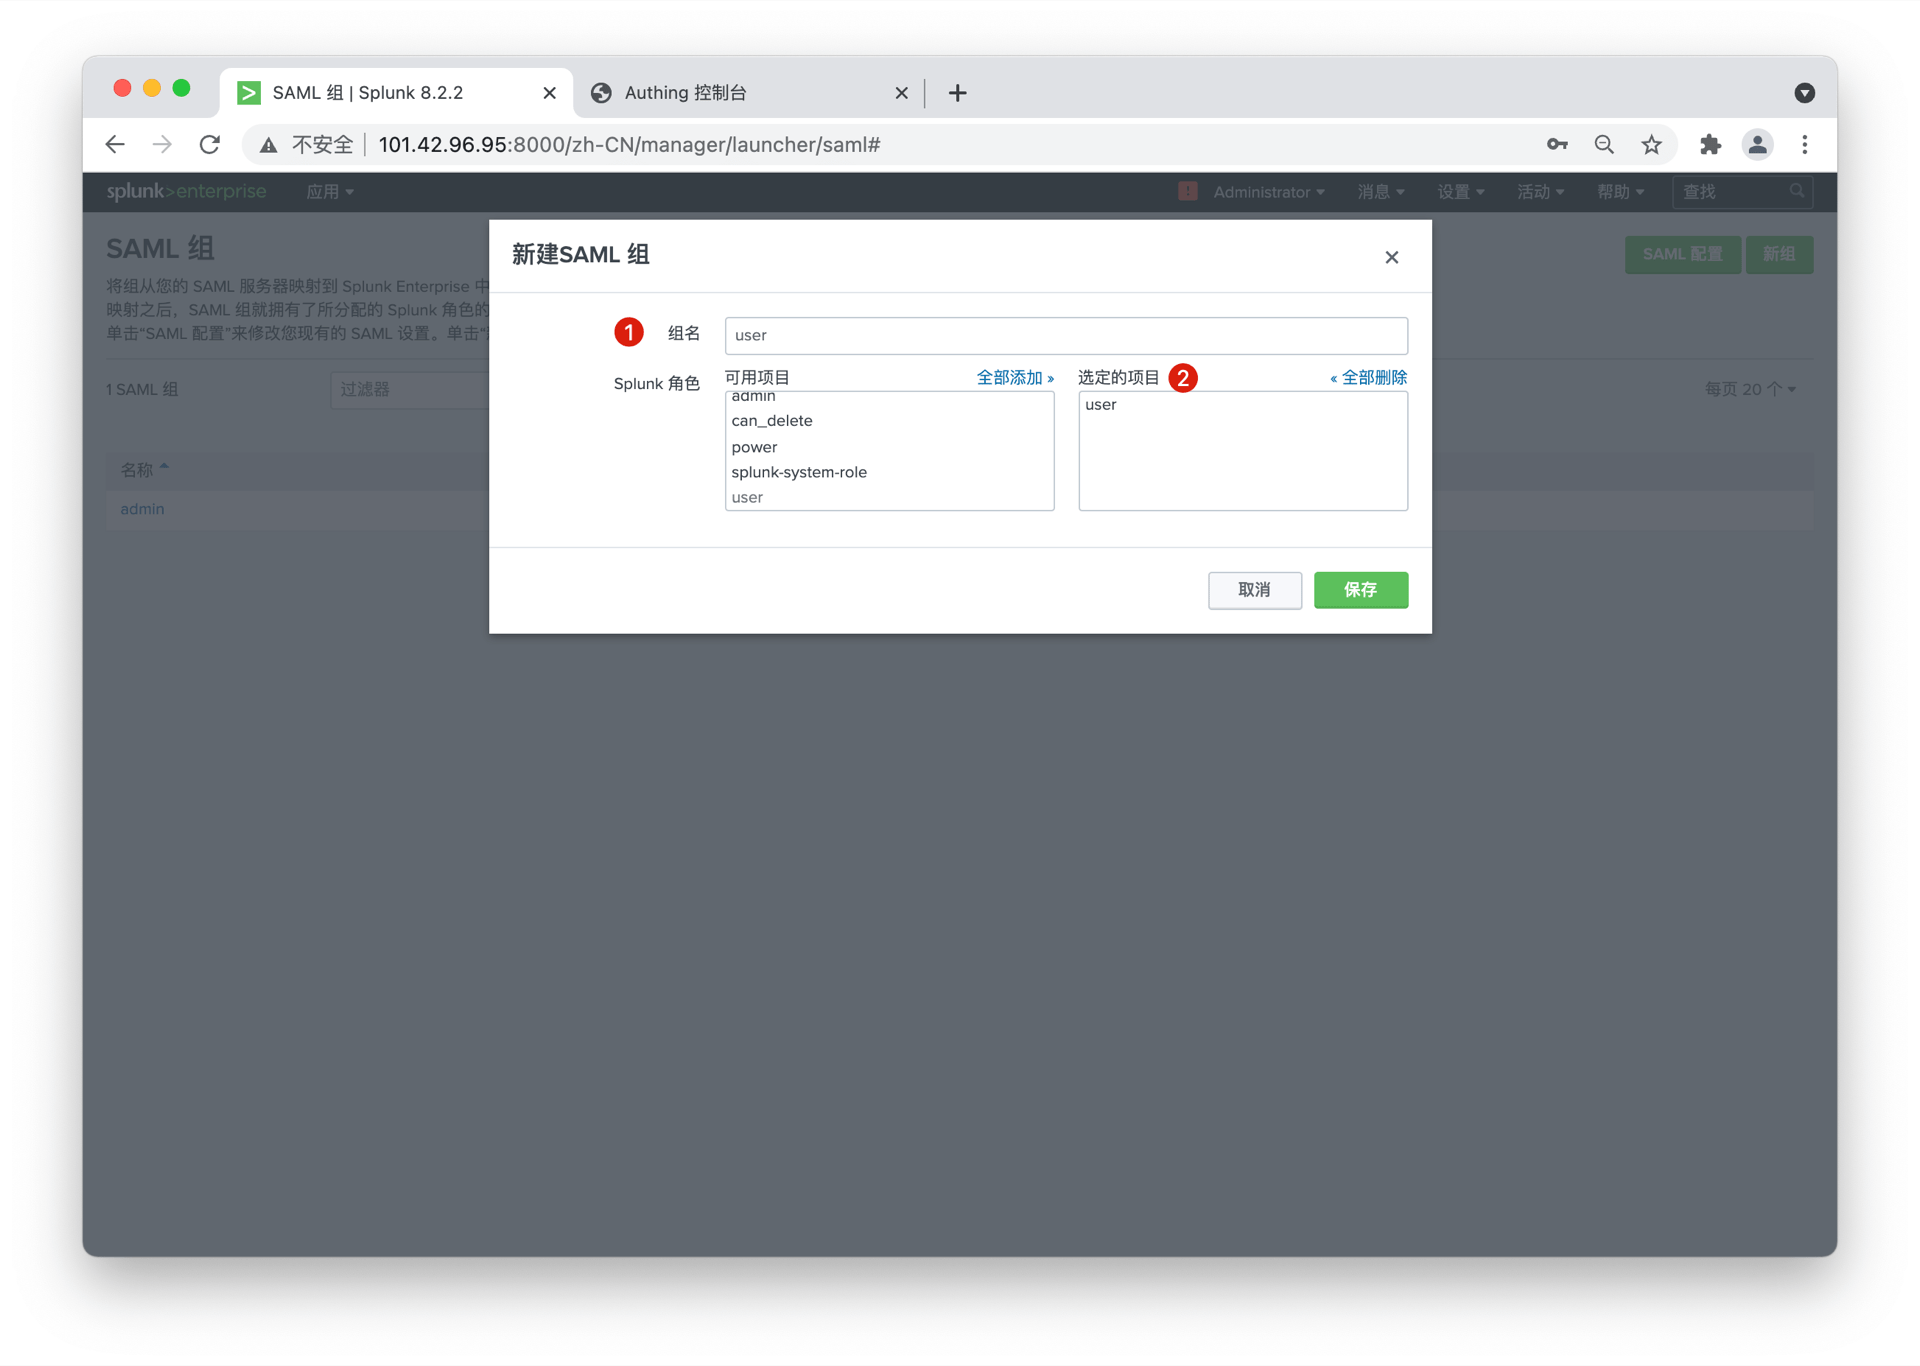 SAML 组 | Splunk 8.2.2
Authing 控制台
不安全
101.42.96.95:8000/zh-CN/manager/launcher/saml#
splunk>enterprise
应用
Administrator
消息
设置
活动
帮助
查找
SAML 组
SAML 配置
新组
将组从您的 SAML 服务器映射到 Splunk Enterprise 中
映射之后，SAML 组就拥有了所分配的 Splunk 角色的
单击“SAML 配置”来修改您现有的 SAML 设置。单击“
1 SAML 组
过滤器
每页 20 个
名称
admin
新建SAML 组
1
组名
user
Splunk 角色
可用项目
全部添加 »
选定的项目
2
« 全部删除
admin
can_delete
power
splunk-system-role
user
user
取消
保存